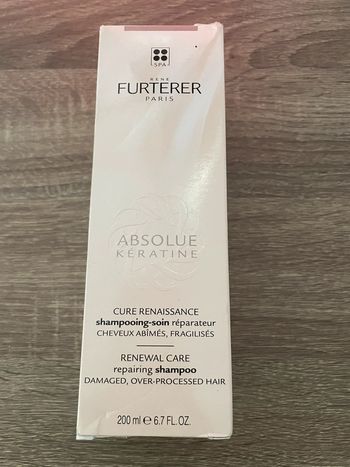 SPA
RENE
FURTERER
PARIS
ABSOLUE
KÉRATINE
CURE RENAISSANCE
shampooing-soin réparateur
CHEVEUX ABÎMÉS, FRAGILISÉS
RENEWAL CARE
repairing shampoo
DAMAGED, OVER-PROCESSED HAIR
200 ml e 6.7 FL. OZ.